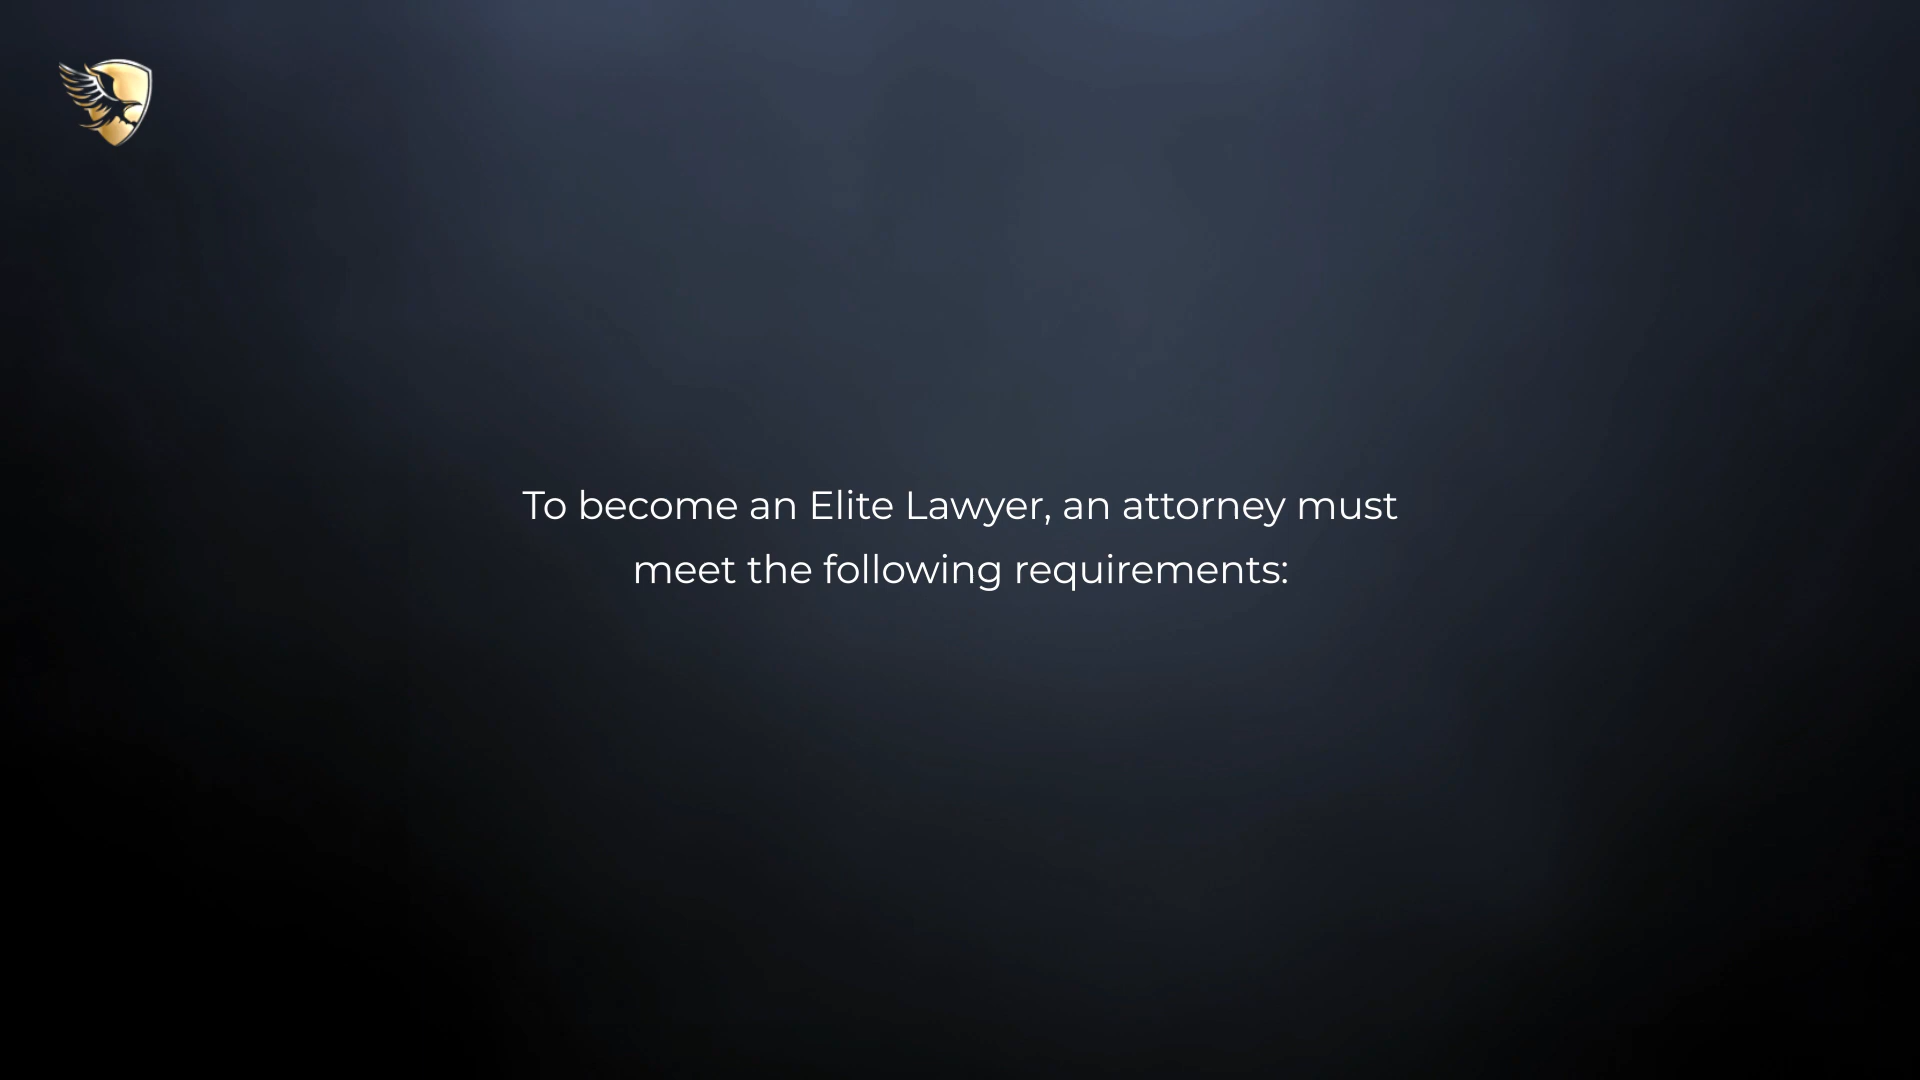 To become an Elite Lawyer, an attorney must
meet the following requirements: